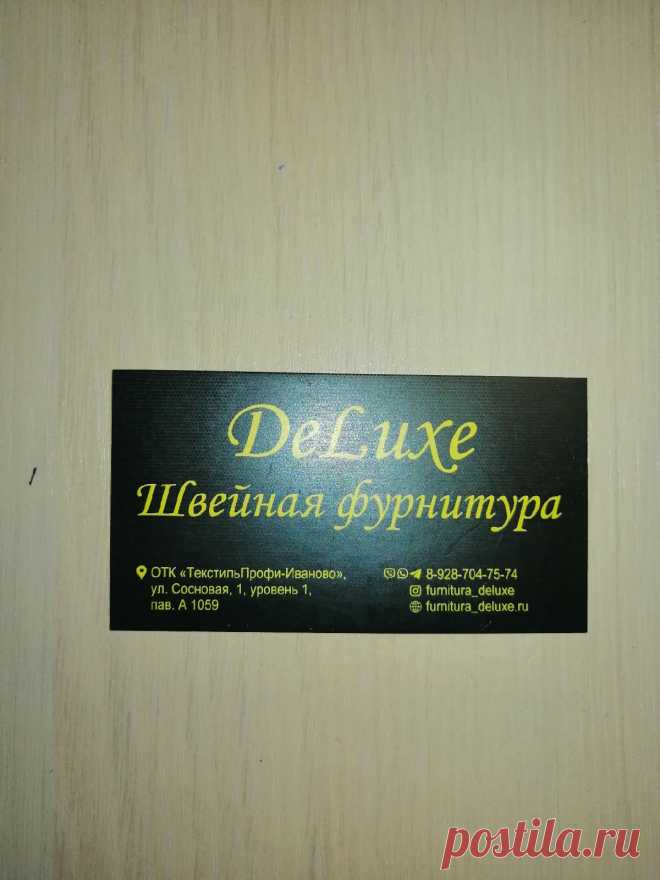 DeLuxe
Швейная фурнитура
ОТК «ТекстильПрофи-Иваново»,
ул. Сосновая, 1, уровень 1,
пав. А 1059
8-928-704-75-74
furnitura_deluxe
furnitura_deluxe.ru
postila.ru